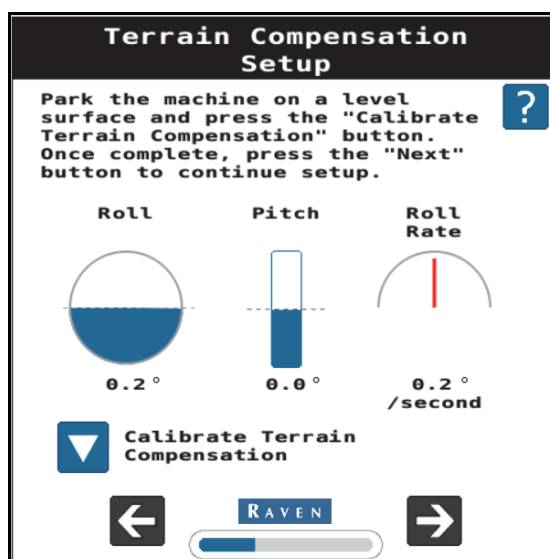 Terrain Compensation
Setup
Park the machine on a level
surface and press the "Calibrate
Terrain Compensation" button.
Once complete, press the "Next"
button to continue setup.
?
Roll
Pitch
Roll
Rate
0.2°
0.0°
0.2°
/second
Calibrate Terrain
Compensation
RAVEN